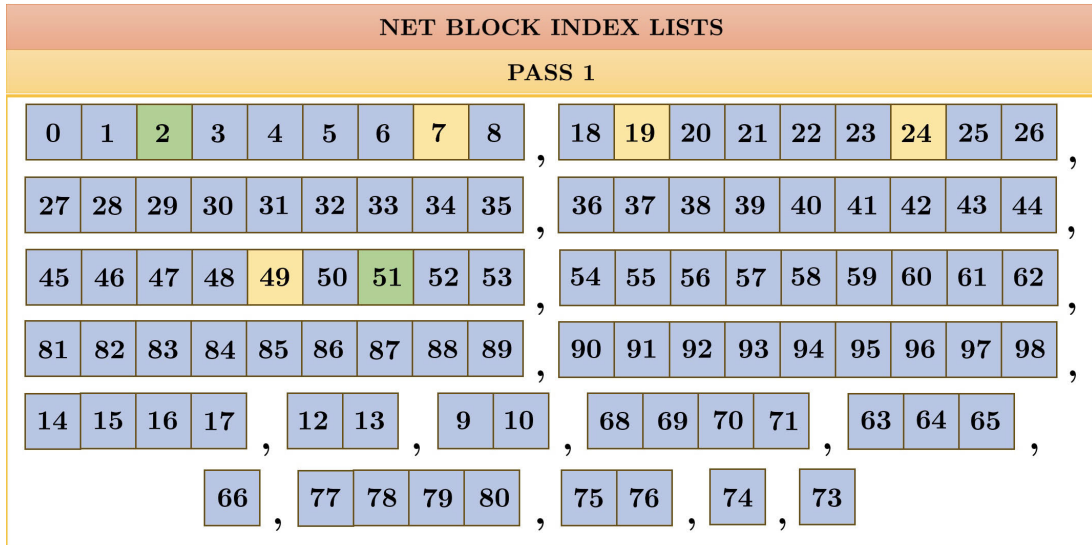 NET BLOCK INDEX LISTS
PASS 1
0 1 2 3 4 5 6 7 8 , 18 19 20 21 22 23 24 25 26 ,
27 28 29 30 31 32 33 34 35 , 36 37 38 39 40 41 42 43 44 ,
45 46 47 48 49 50 51 52 53 , 54 55 56 57 58 59 60 61 62 ,
81 82 83 84 85 86 87 88 89 , 90 91 92 93 94 95 96 97 98 ,
14 15 16 17 , 12 13 , 9 10 , 68 69 70 71 , 63 64 65 ,
66 , 77 78 79 80 , 75 76 , 74 , 73